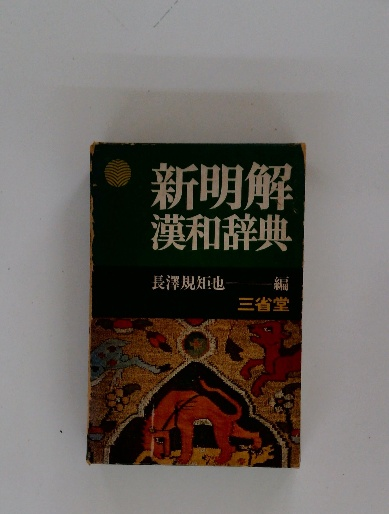 新明解
漢和辞典
長澤規矩也──編
三省堂